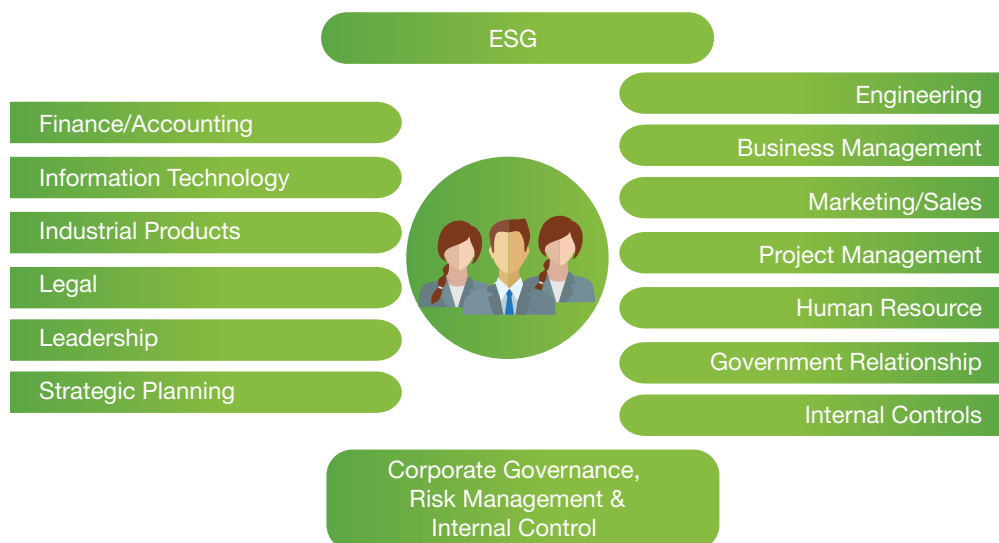 ESG
Finance/Accounting
Information Technology
Industrial Products
Legal
Leadership
Strategic Planning
Engineering
Business Management
Marketing/Sales
Project Management
Human Resource
Government Relationship
Internal Controls
Corporate Governance,
Risk Management &
Internal Control